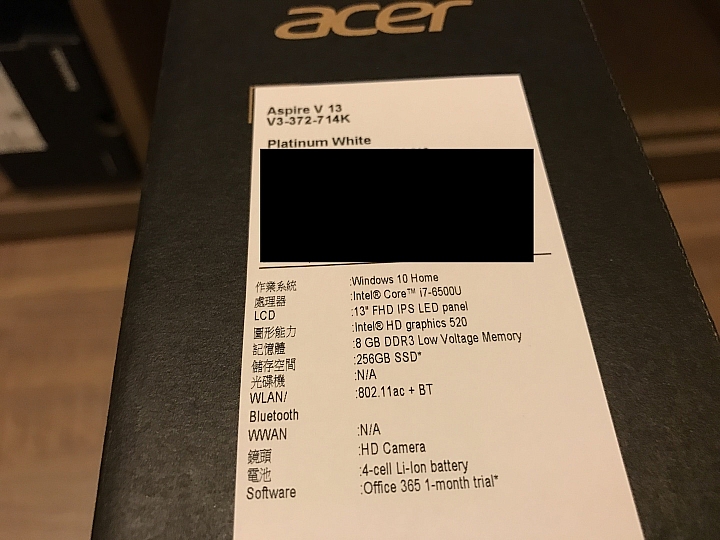 acer
Aspire V 13
V3-372-714K
Platinum White
作業系統 :Windows 10 Home
處理器 :Intel® Core™ i7-6500U
LCD :13" FHD IPS LED panel
圖形能力 :Intel® HD graphics 520
記憶體 :8 GB DDR3 Low Voltage Memory
儲存空間 :256GB SSD*
光碟機 :N/A
WLAN/ :802.11ac + BT
Bluetooth
WWAN :N/A
鏡頭 :HD Camera
電池 :4-cell Li-Ion battery
Software :Office 365 1-month trial*